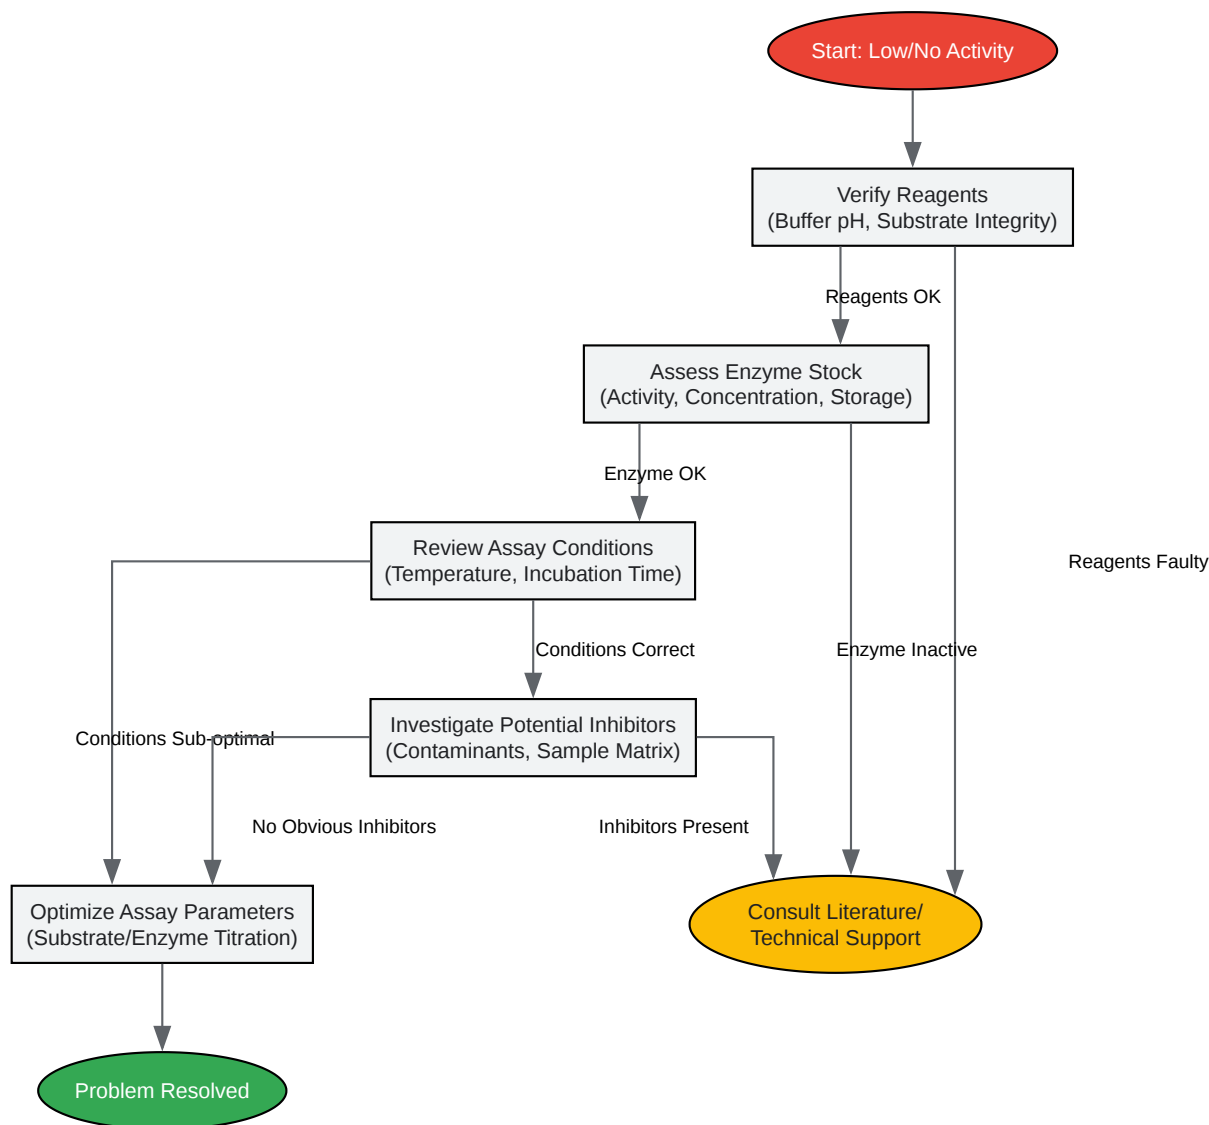 Start: Low/No Activity
Verify Reagents
(Buffer pH, Substrate Integrity)
Reagents OK
Assess Enzyme Stock
(Activity, Concentration, Storage)
Enzyme OK
Review Assay Conditions
(Temperature, Incubation Time)
Reagents Faulty
Conditions Correct
Enzyme Inactive
Investigate Potential Inhibitors
(Contaminants, Sample Matrix)
Conditions Sub-optimal
No Obvious Inhibitors
Inhibitors Present
Optimize Assay Parameters
(Substrate/Enzyme Titration)
Consult Literature/
Technical Support
Problem Resolved